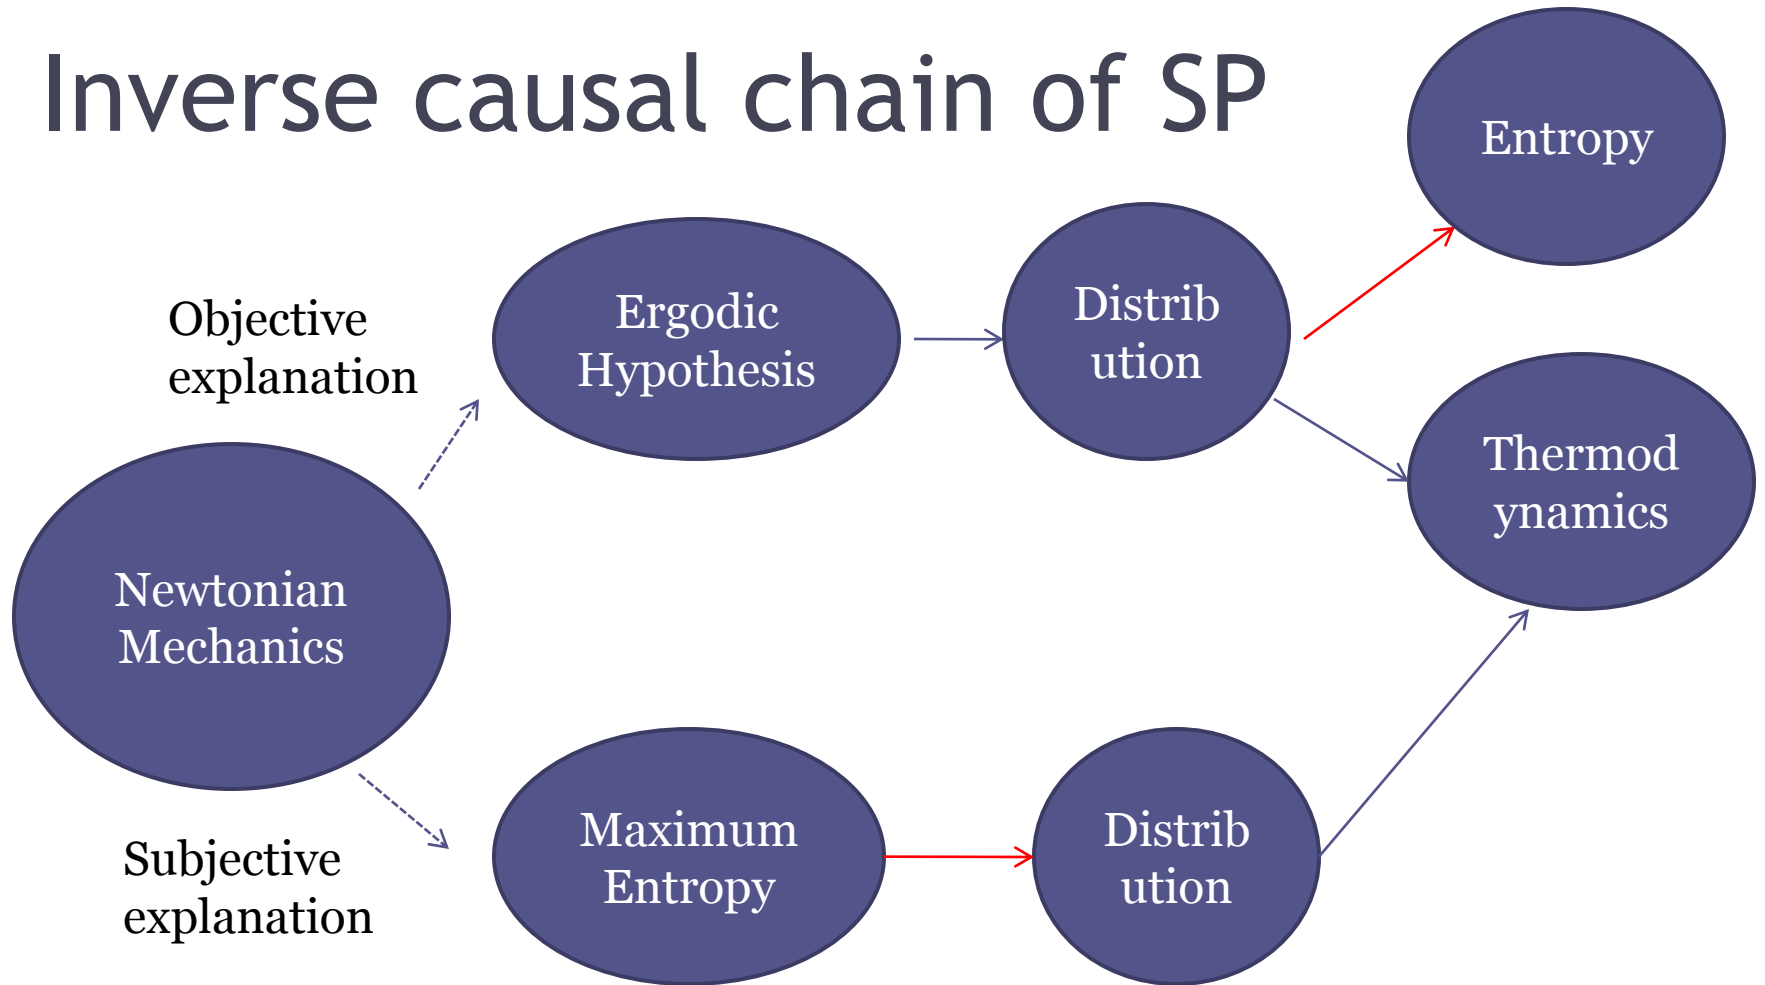 Inverse causal chain of SP
Entropy
Objective
explanation
Ergodic
Hypothesis
Distrib
ution
Thermod
ynamics
Newtonian
Mechanics
Subjective
explanation
Maximum
Entropy
Distrib
ution